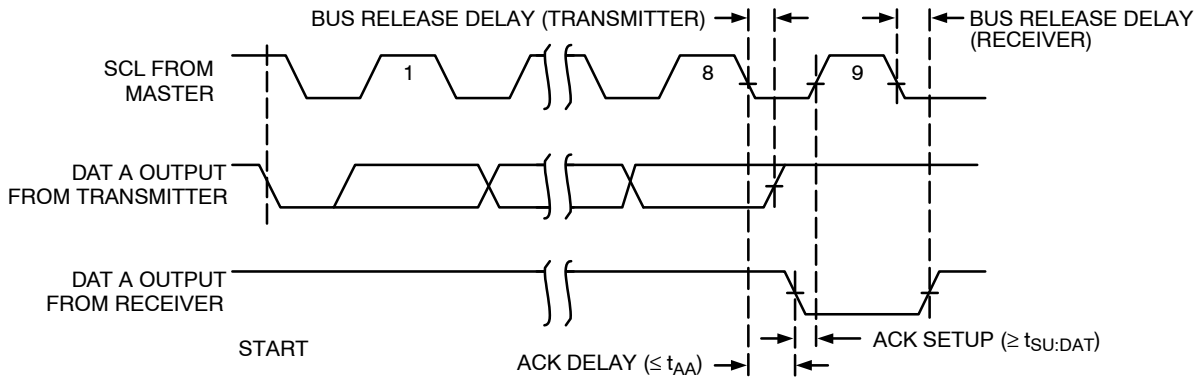 BUS RELEASE DELAY (TRANSMITTER)
BUS RELEASE DELAY
(RECEIVER)
SCL FROM
MASTER
1
8
9
DAT A OUTPUT
FROM TRANSMITTER
DAT A OUTPUT
FROM RECEIVER
START
ACK SETUP (≥ tSU:DAT)
ACK DELAY (≤ tAA)